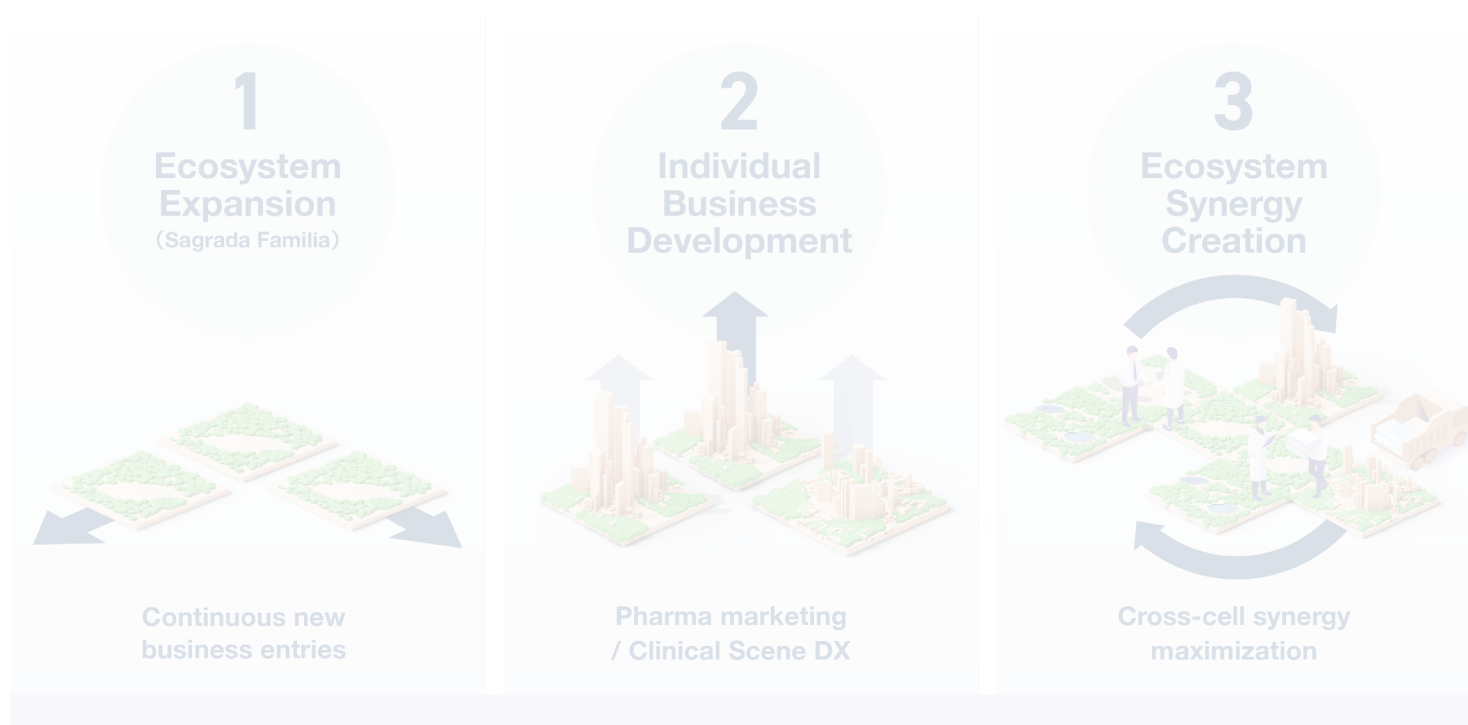 1
Ecosystem
Expansion
（Sagrada Familia）
Continuous new
business entries
2
Individual
Business
Development
Pharma marketing
/ Clinical Scene DX
3
Ecosystem
Synergy
Creation
Cross-cell synergy
maximization